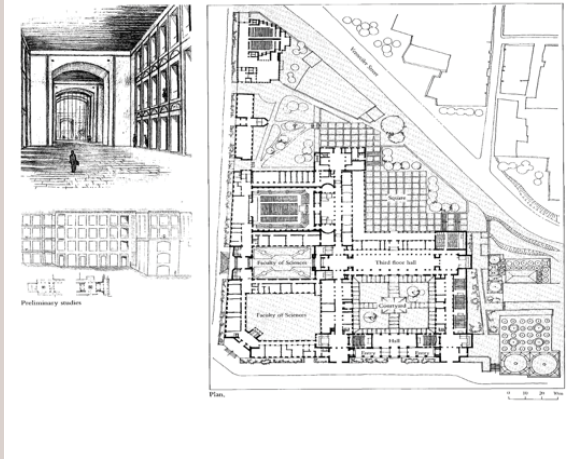 Preliminary studies
Square
Faculty of Sciences
Third floor hall
Courtyard
Faculty of Sciences
Hall
Plan.
0 10 20